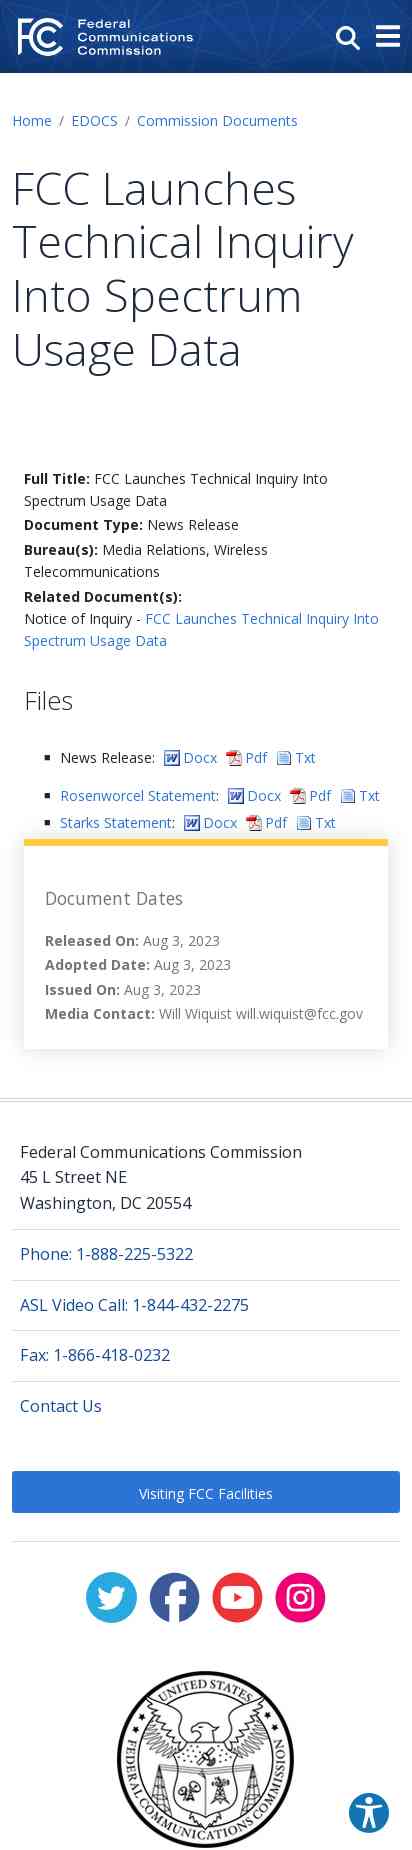 Federal
Communications
Commission
Home / EDOCS / Commission Documents
FCC Launches
Technical Inquiry
Into Spectrum
Usage Data
Full Title: FCC Launches Technical Inquiry Into
Spectrum Usage Data
Document Type: News Release
Bureau(s): Media Relations, Wireless
Telecommunications
Related Document(s):
Notice of Inquiry - FCC Launches Technical Inquiry Into
Spectrum Usage Data
Files
News Release: Docx Pdf Txt
Rosenworcel Statement: Docx Pdf Txt
Starks Statement: Docx Pdf Txt
Document Dates
Released On: Aug 3, 2023
Adopted Date: Aug 3, 2023
Issued On: Aug 3, 2023
Media Contact: Will Wiquist will.wiquist@fcc.gov
Federal Communications Commission
45 L Street NE
Washington, DC 20554
Phone: 1-888-225-5322
ASL Video Call: 1-844-432-2275
Fax: 1-866-418-0232
Contact Us
Visiting FCC Facilities
UNITED STATES
FEDERAL COMMUNICATIONS COMMISSION